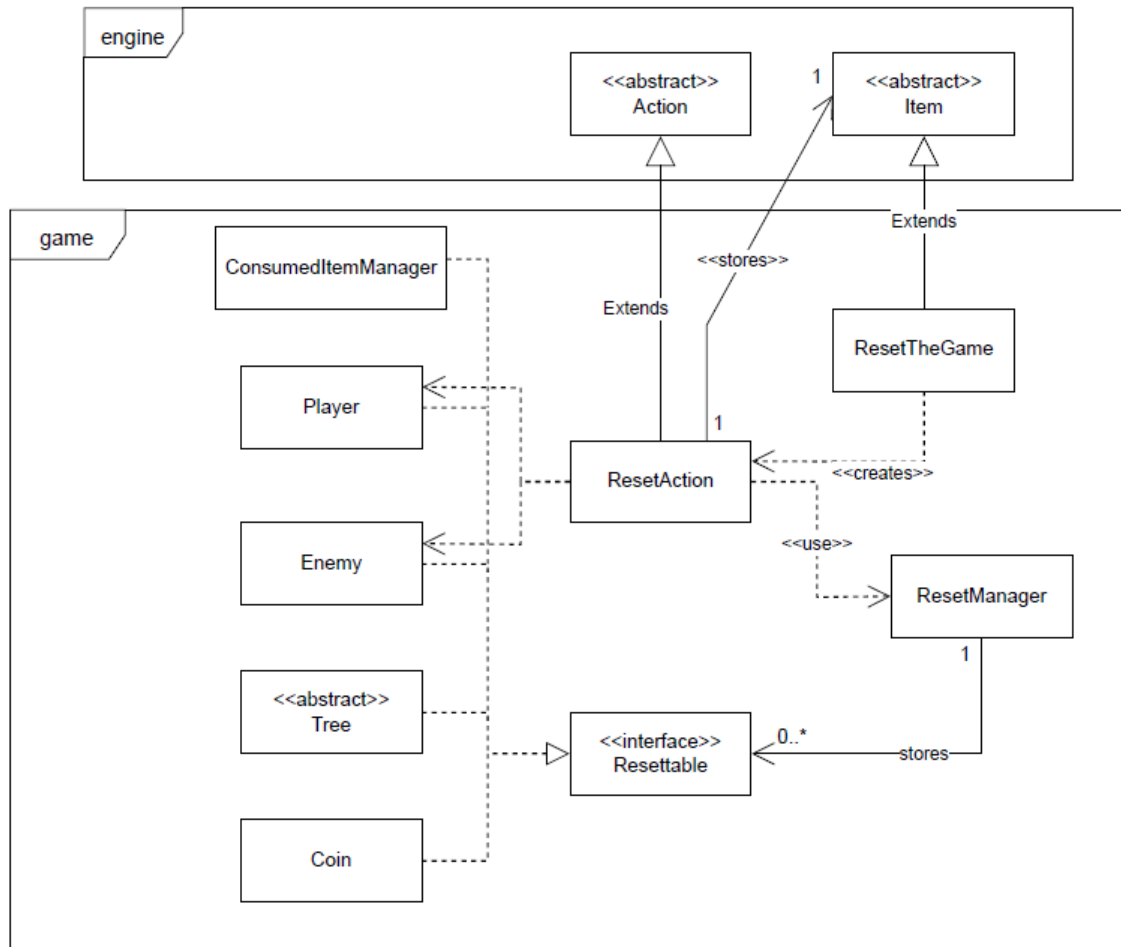 engine
<<abstract>>
Action
1
<<abstract>>
Item
game
ConsumedItemManager
Extends
<<stores>>
Extends
ResetTheGame
Player
1
ResetAction
<<creates>>
<<use>>
Enemy
ResetManager
1
<<abstract>>
Tree
<<interface>>
Resettable
0..*
stores
Coin